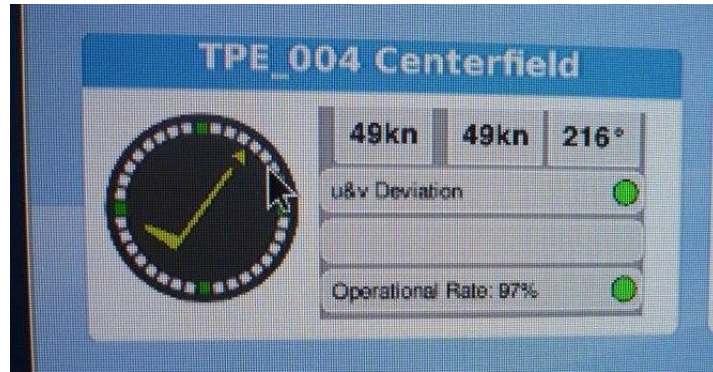 TPE_004 Centerfield
49kn 49kn 216°
u&v Deviation
Operational Rate: 97%